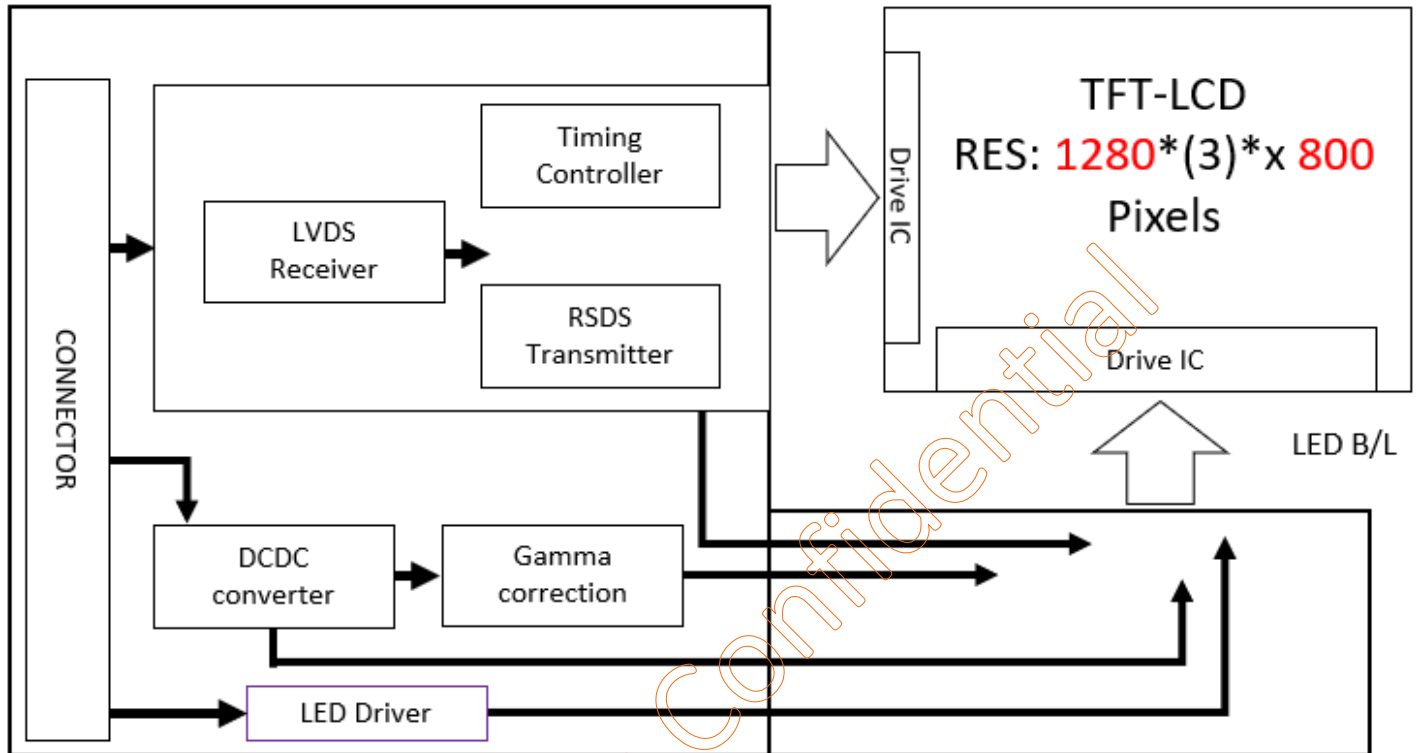 CONNECTOR
LVDS
Receiver
Timing
Controller
RSDS
Transmitter
DCDC
converter
Gamma
correction
LED Driver
Drive IC
TFT-LCD
RES: 1280*(3)*x 800
Pixels
Drive IC
LED B/L
Confidential